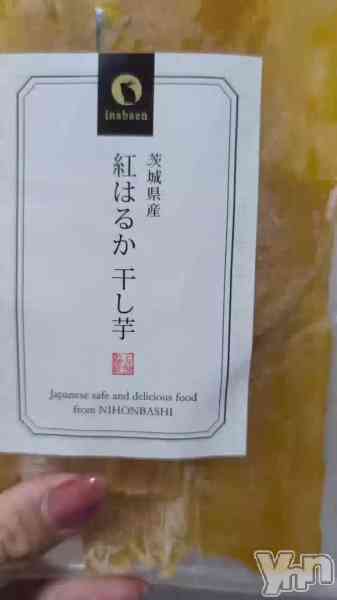 inabaen
茨城県産
紅はるか 干し芋
Japanese safe and delicious food
from NIHONBASHI